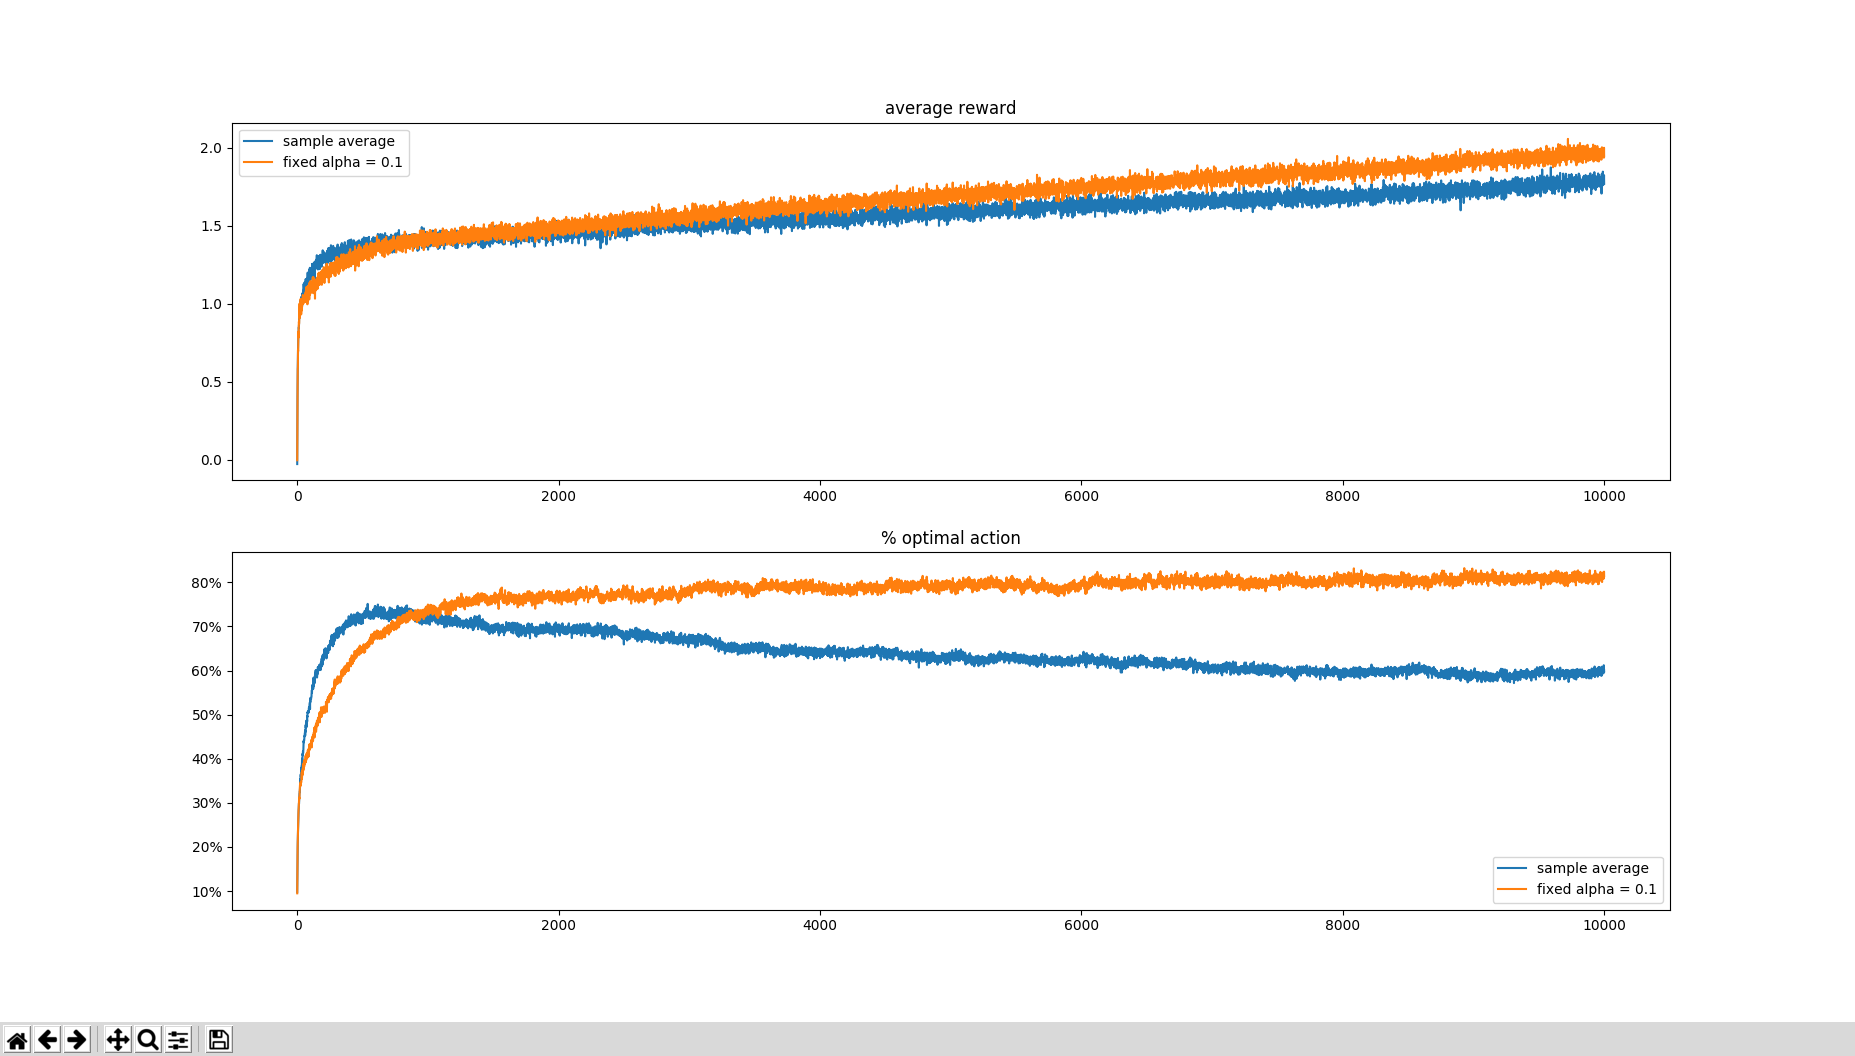 average reward
sample average
fixed alpha = 0.1
2.0
1.5
1.0
0.5
0.0
0 2000 4000 6000 8000 10000
% optimal action
80%
70%
60%
50%
40%
30%
20%
10%
sample average
fixed alpha = 0.1
0 2000 4000 6000 8000 10000